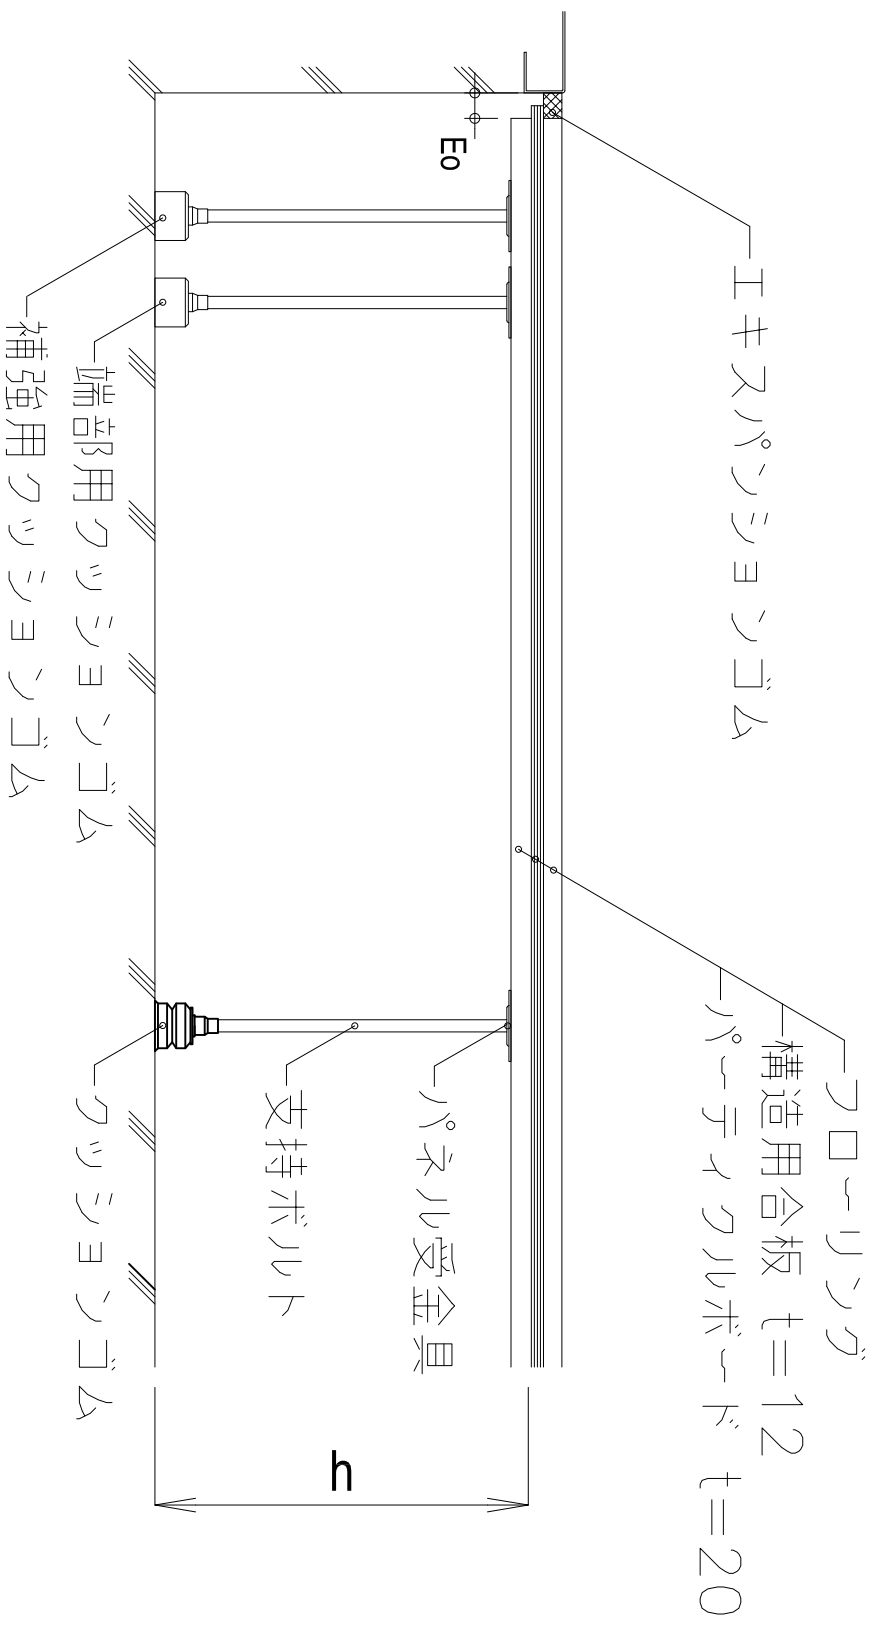 エキスパンションゴム
フローリング
構造用合板 t=12
パーティクルボード t=20
Eo
パネル受金具
支持ボルト
h
端部用クッションゴム
クッションゴム
補強用クッションゴム